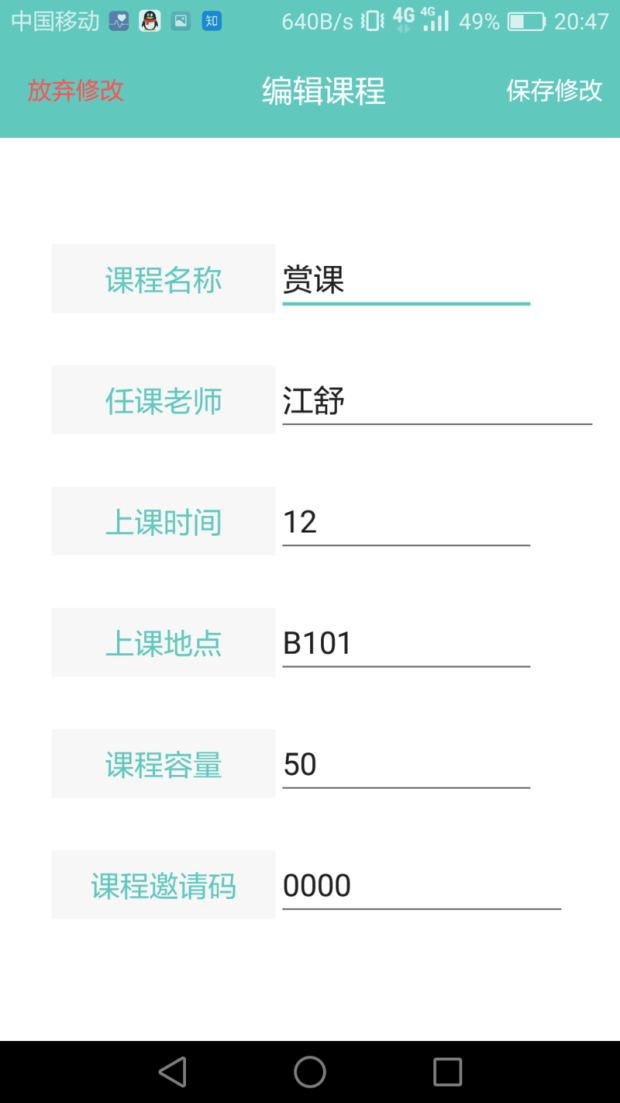 中国移动 知 640B/s 4G 4G 49% 20:47
放弃修改 编辑课程 保存修改
课程名称 赏课
任课老师 江舒
上课时间 12
上课地点 B101
课程容量 50
课程邀请码 0000